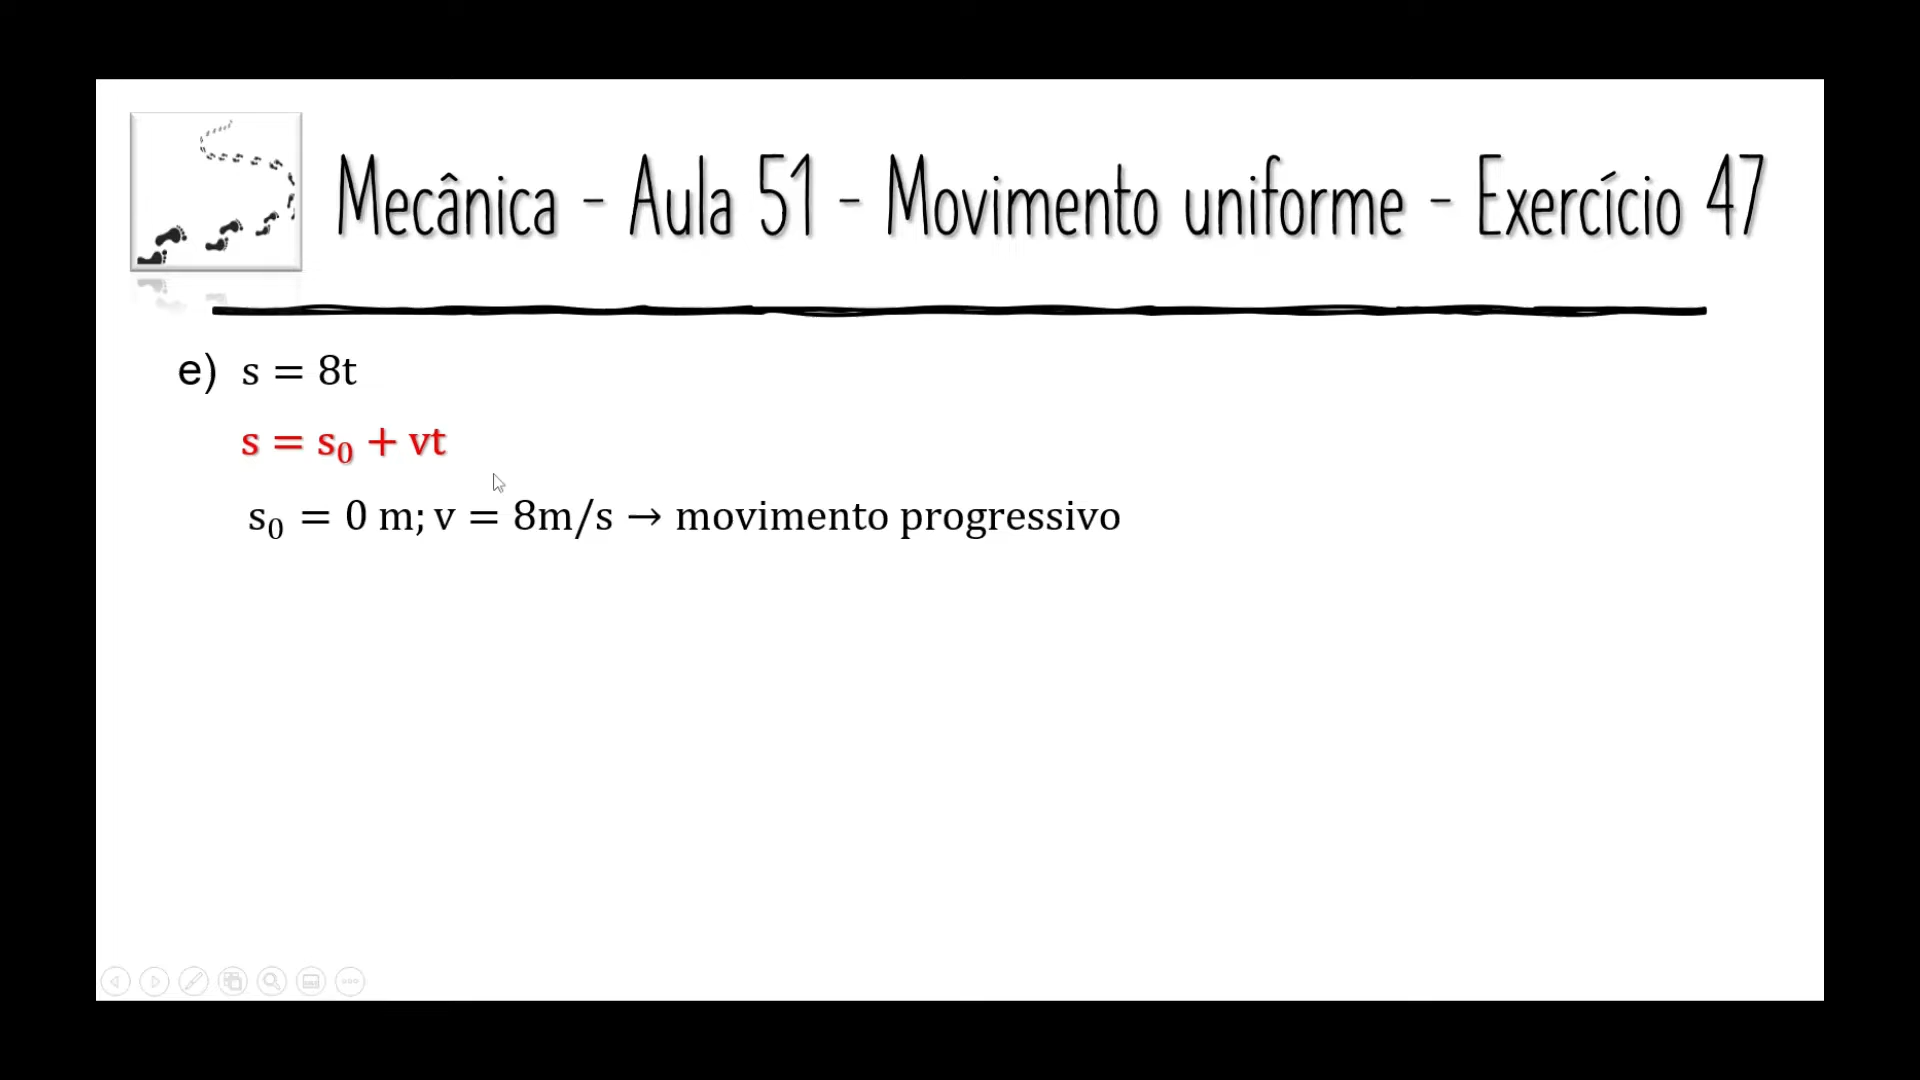 Mecânica - Aula 51 - Movimento uniforme - Exercício 47
e) s = 8t
s = s₀ + vt
s₀ = 0 m; v = 8m/s → movimento progressivo